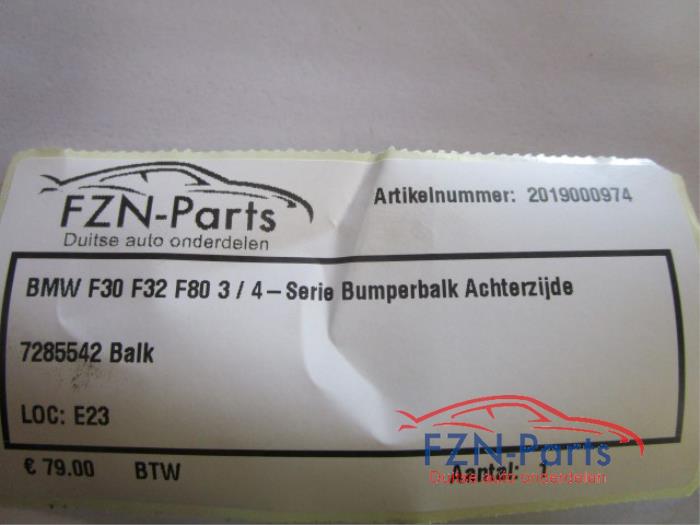 FZN-Parts
Duitse auto onderdelen
Artikelnummer: 2019000974
BMW F30 F32 F80 3 / 4-Serie Bumperbalk Achterzijde
7285542 Balk
LOC: E23
€ 79.00 BTW Aantal: 1
FZN-Parts
Duitse auto onderdelen